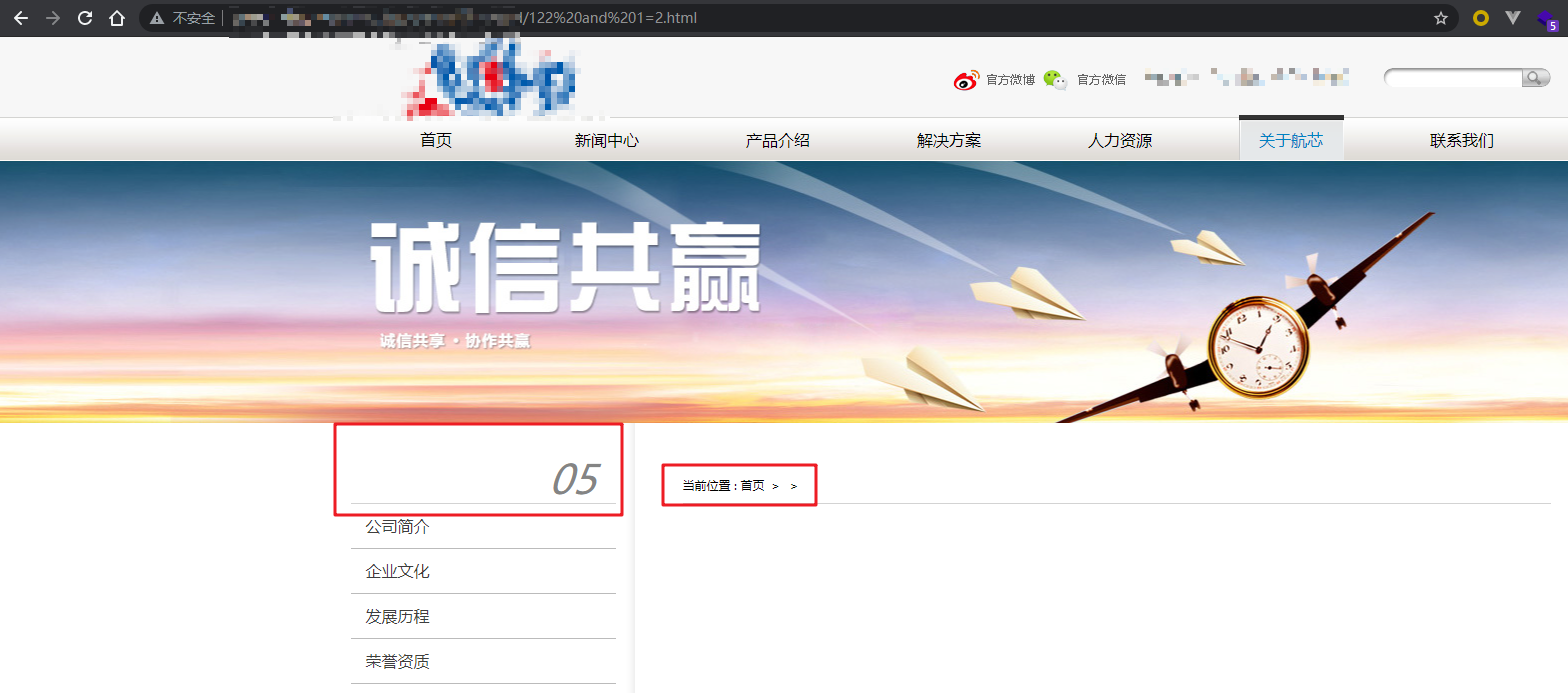 不安全 /122%20and%201=2.html
5
官方微博 官方微信
首页 新闻中心 产品介绍 解决方案 人力资源 关于航芯 联系我们
诚信共赢
诚信共享·协作共赢
05
当前位置:首页 > >
公司简介
企业文化
发展历程
荣誉资质